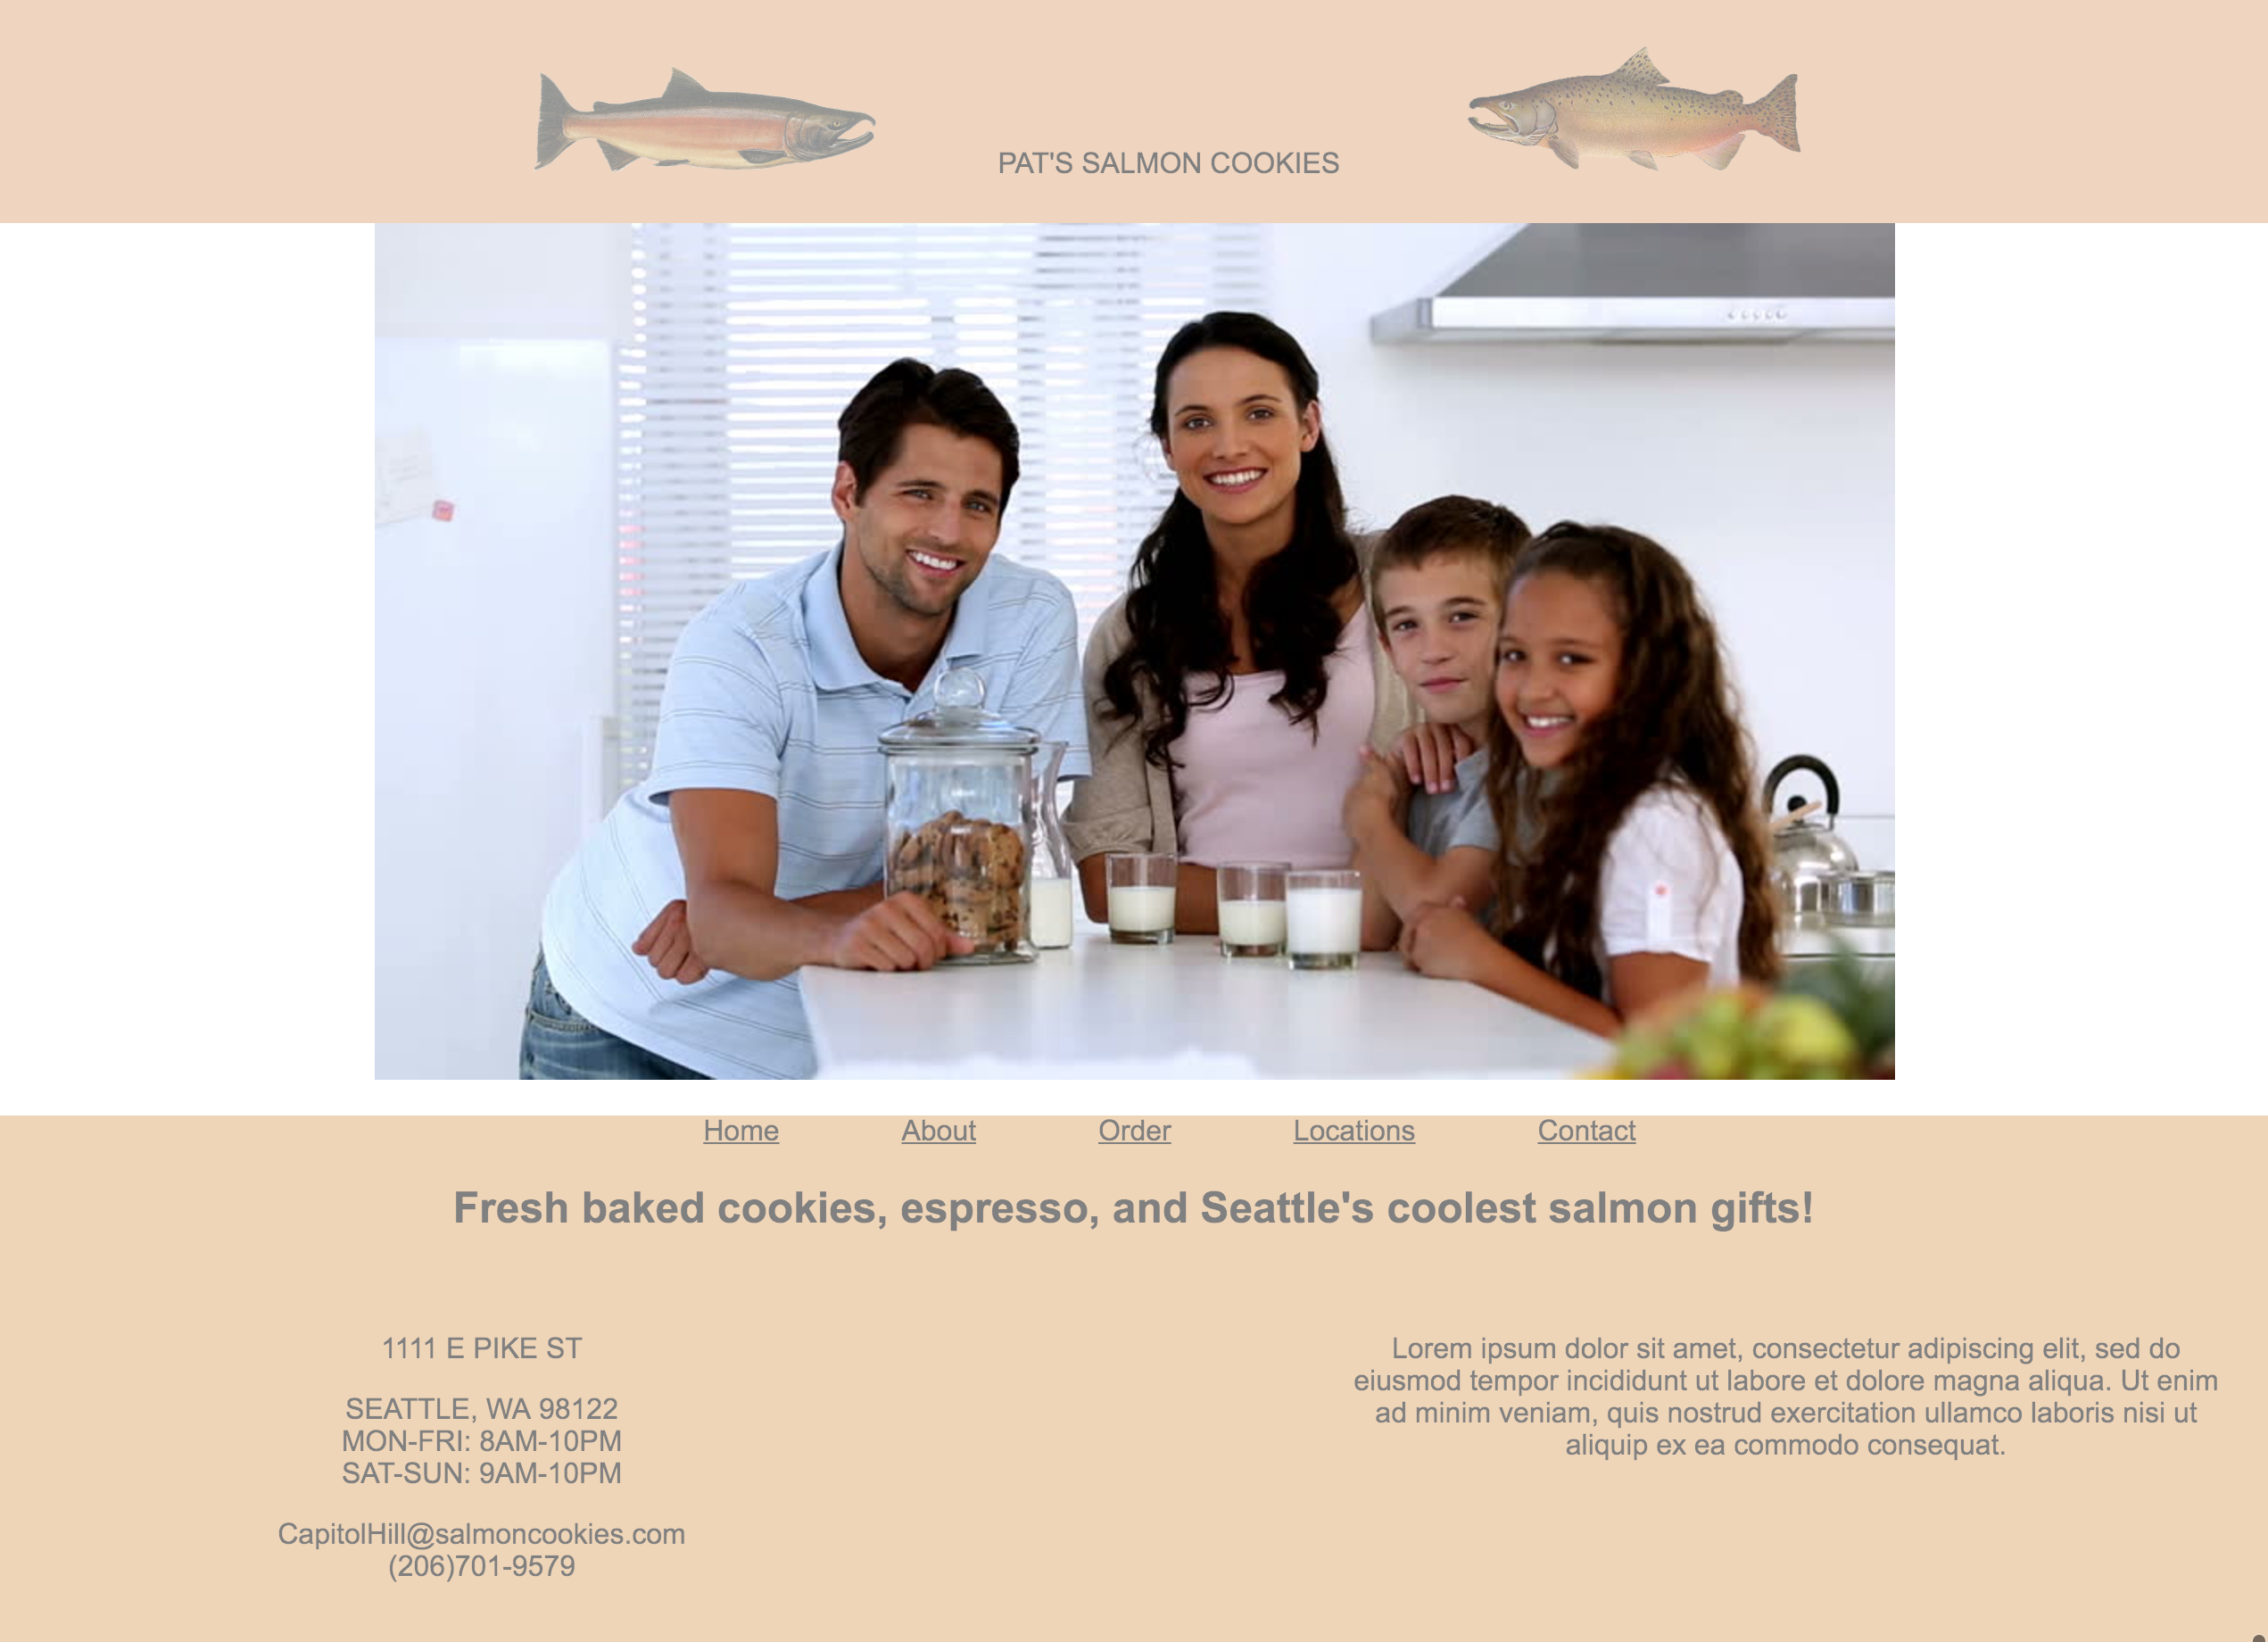 PAT'S SALMON COOKIES
Home About Order Locations Contact
Fresh baked cookies, espresso, and Seattle's coolest salmon gifts!
1111 E PIKE ST
SEATTLE, WA 98122
MON-FRI: 8AM-10PM
SAT-SUN: 9AM-10PM
CapitolHill@salmoncookies.com
(206)701-9579
Lorem ipsum dolor sit amet, consectetur adipiscing elit, sed do
eiusmod tempor incididunt ut labore et dolore magna aliqua. Ut enim
ad minim veniam, quis nostrud exercitation ullamco laboris nisi ut
aliquip ex ea commodo consequat.